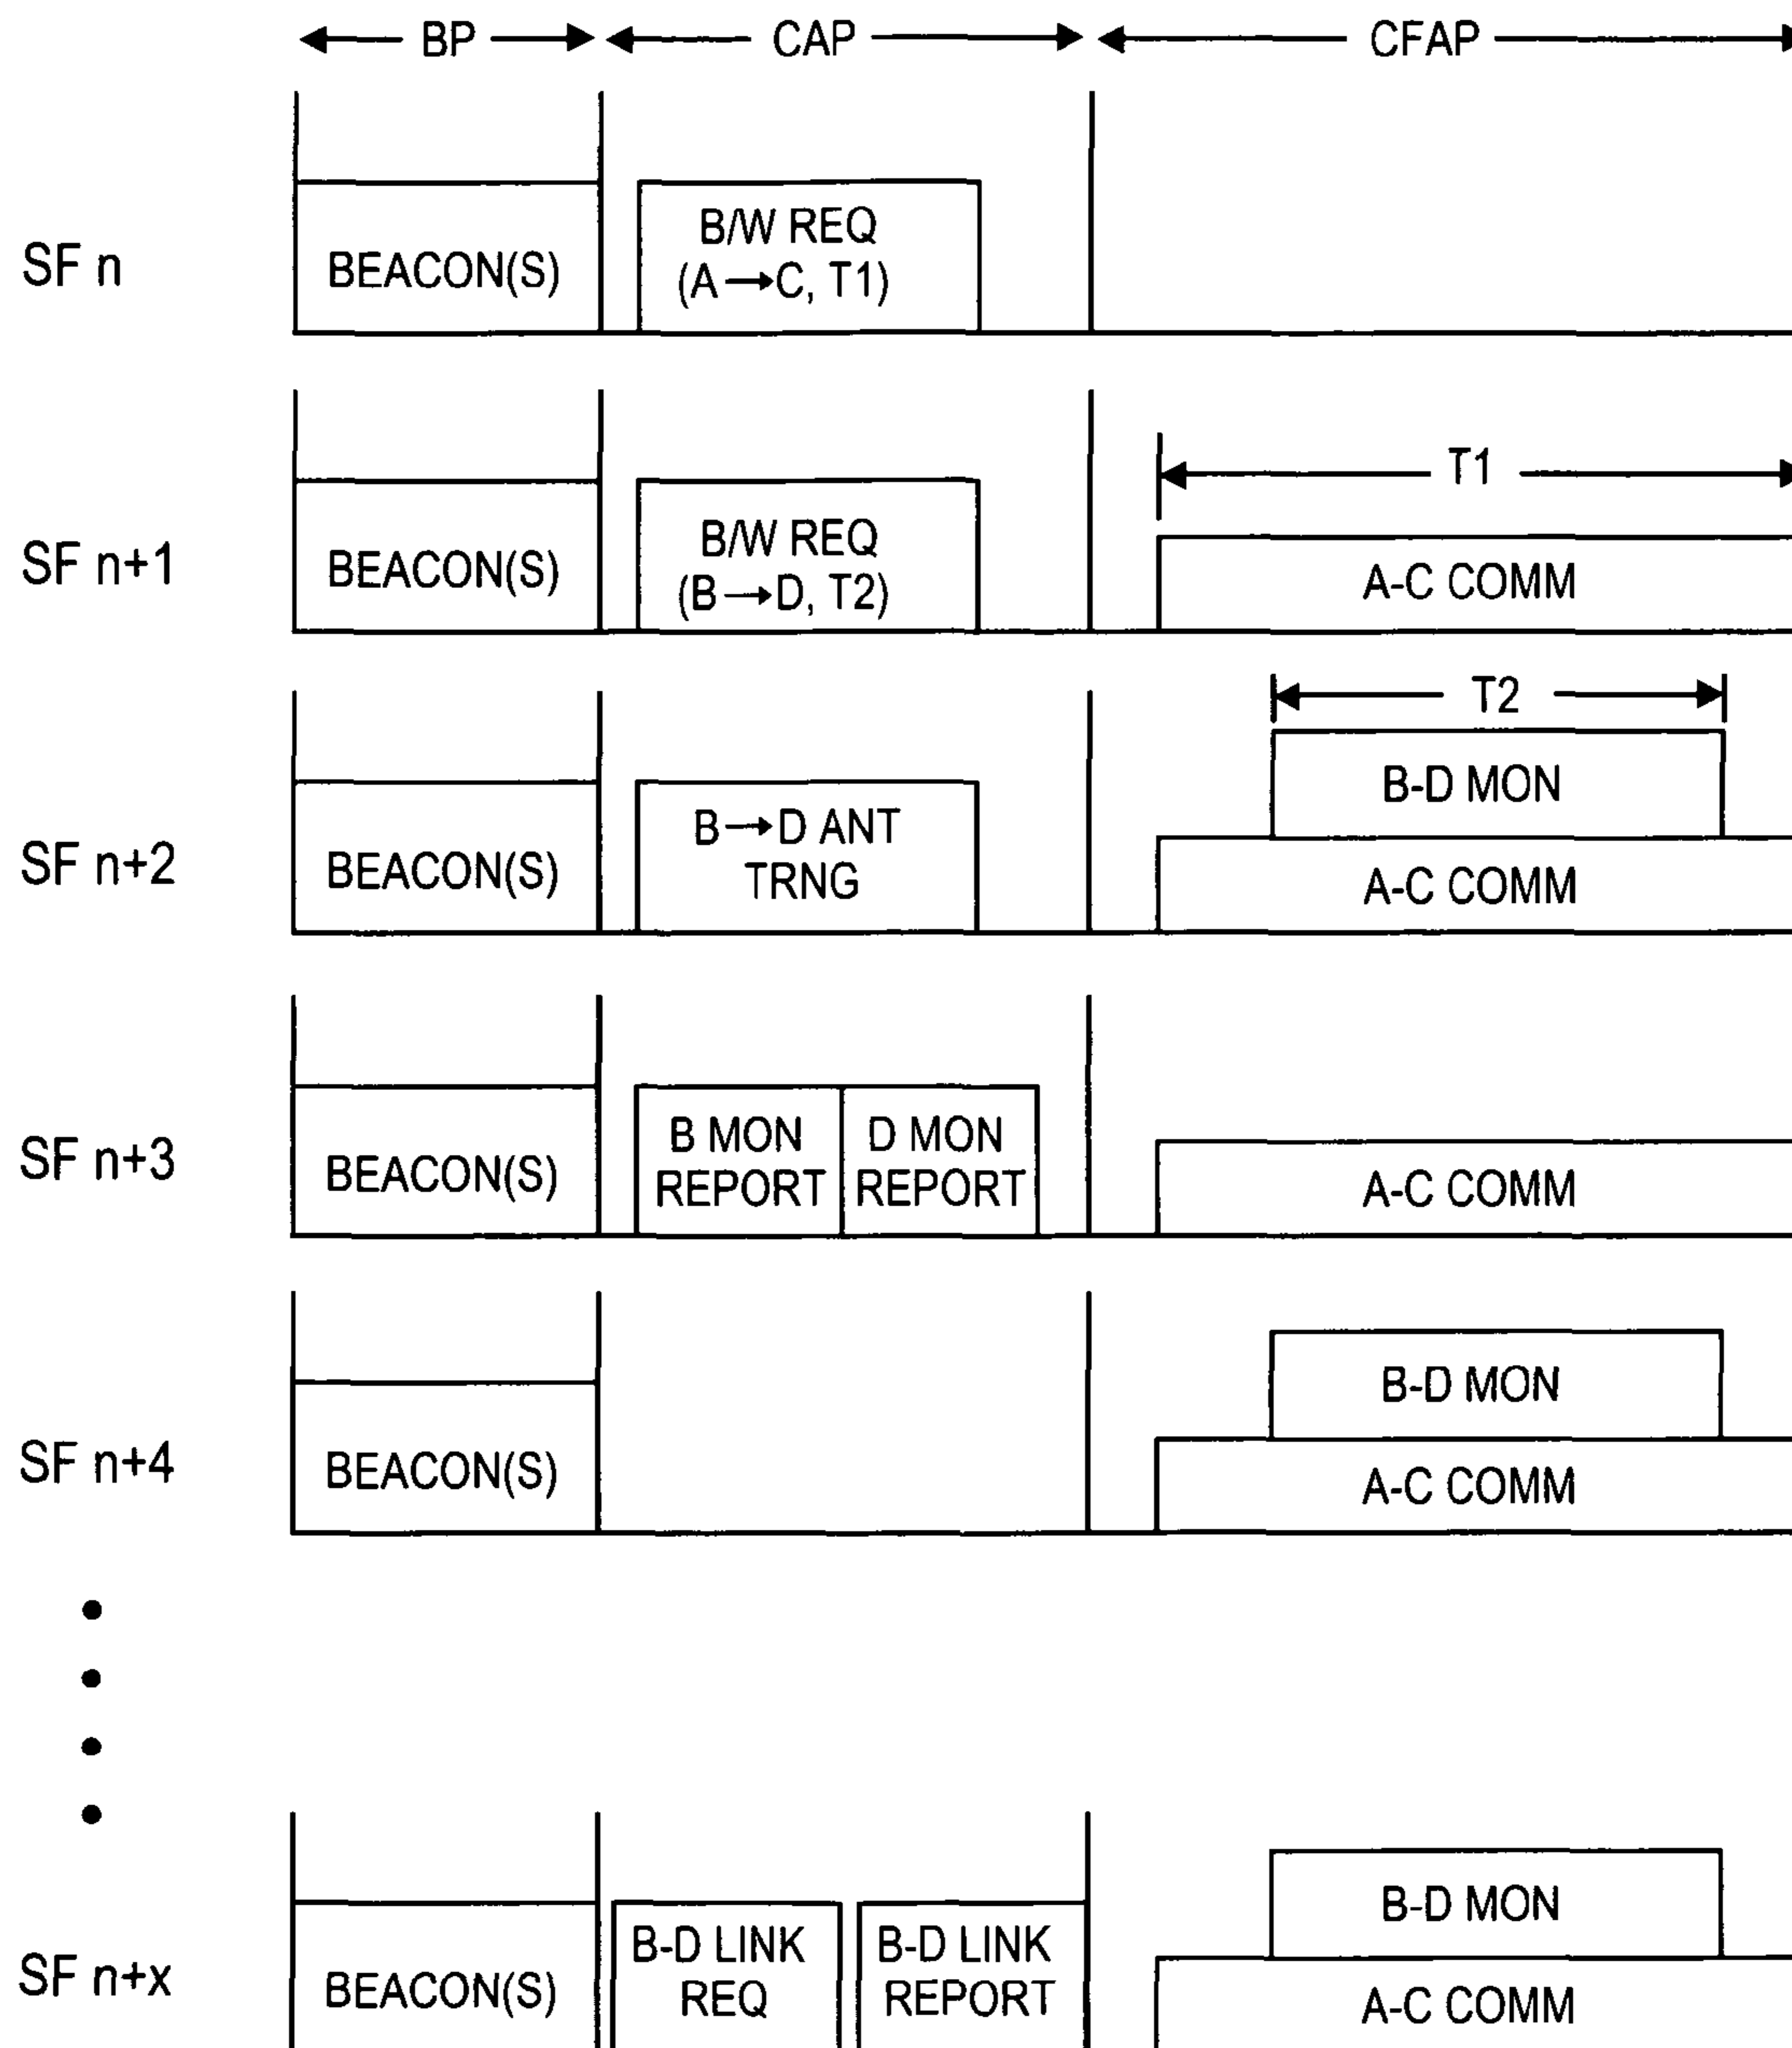 BP CAP CFAP
SF n
BEACON(S)
B/W REQ
(A→C, T1)
T1
SF n+1
BEACON(S)
B/W REQ
(B→D, T2)
A-C COMM
T2
SF n+2
BEACON(S)
B→D ANT
TRNG
B-D MON
A-C COMM
SF n+3
BEACON(S)
B MON
REPORT
D MON
REPORT
A-C COMM
SF n+4
BEACON(S)
B-D MON
A-C COMM
SF n+x
BEACON(S)
B-D LINK
REQ
B-D LINK
REPORT
B-D MON
A-C COMM